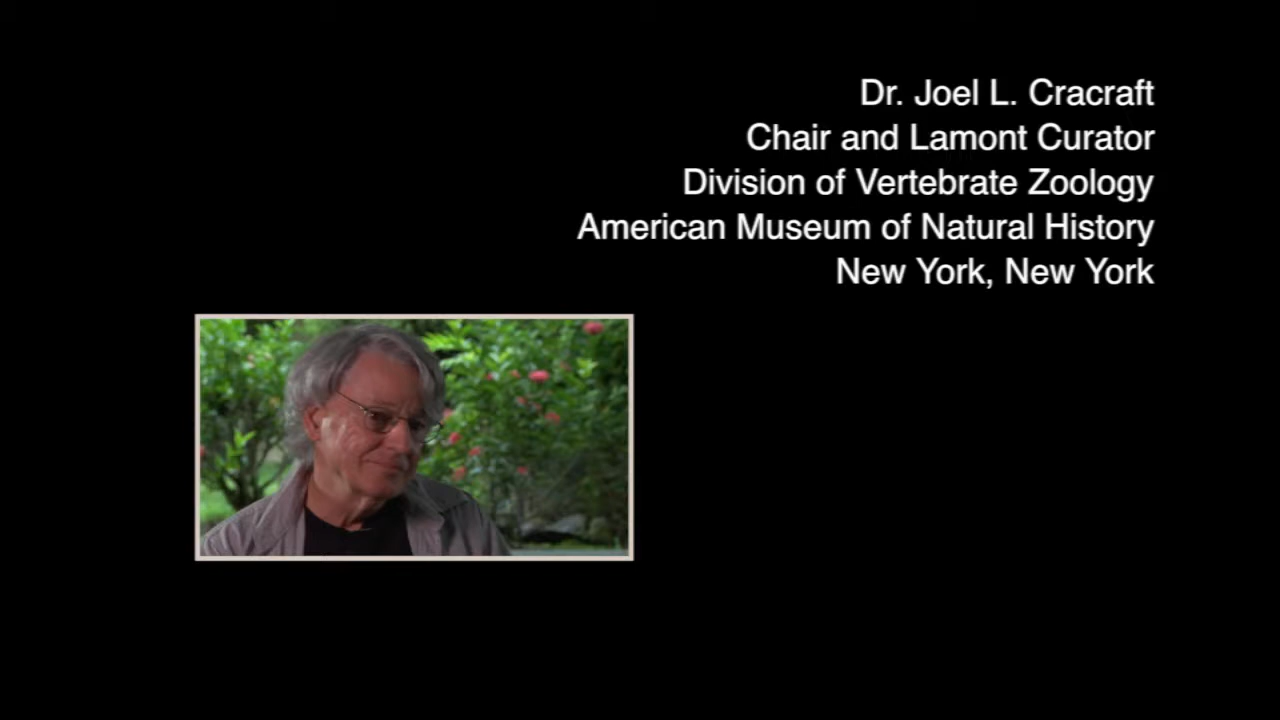 Dr. Joel L. Cracraft
Chair and Lamont Curator
Division of Vertebrate Zoology
American Museum of Natural History
New York, New York